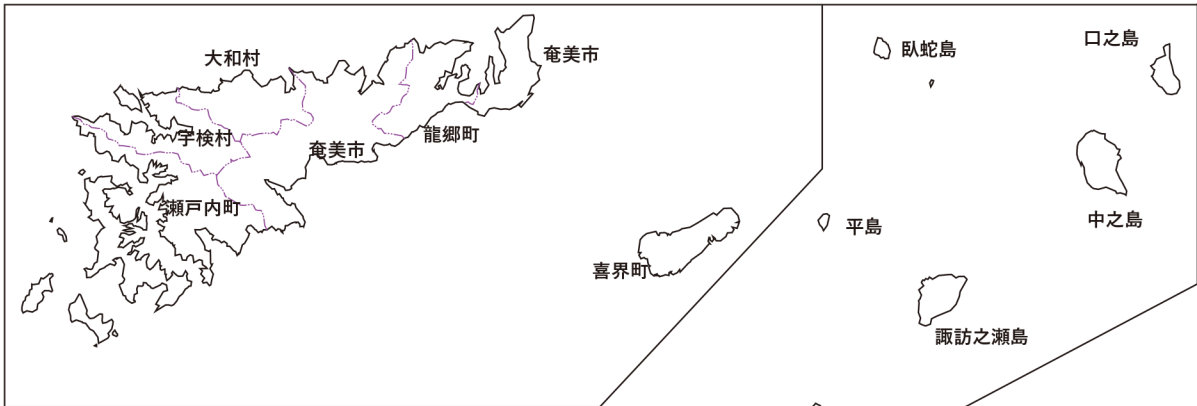 大和村
奄美市
宇検村
奄美市
龍郷町
瀬戸内町
喜界町
臥蛇島
口之島
中之島
平島
諏訪之瀬島